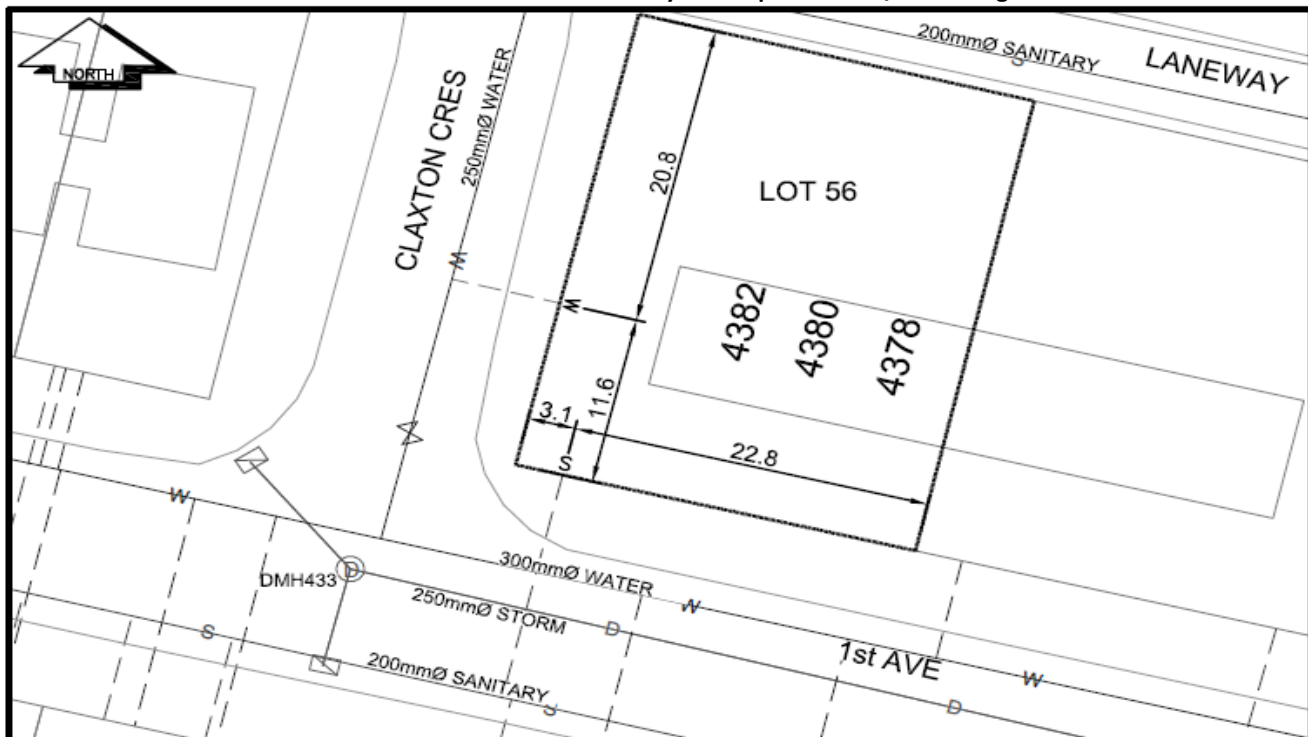 NORTH
200mmØ SANITARY
S
LANEWAY
CLAXTON CRES
250mmØ WATER
W
20.8
LOT 56
W
4382
4380
4378
11.6
3.1
S
22.8
W
300mmØ WATER
DMH433
D
250mmØ STORM
W
D
S
200mmØ SANITARY
S
1st AVE
W
D